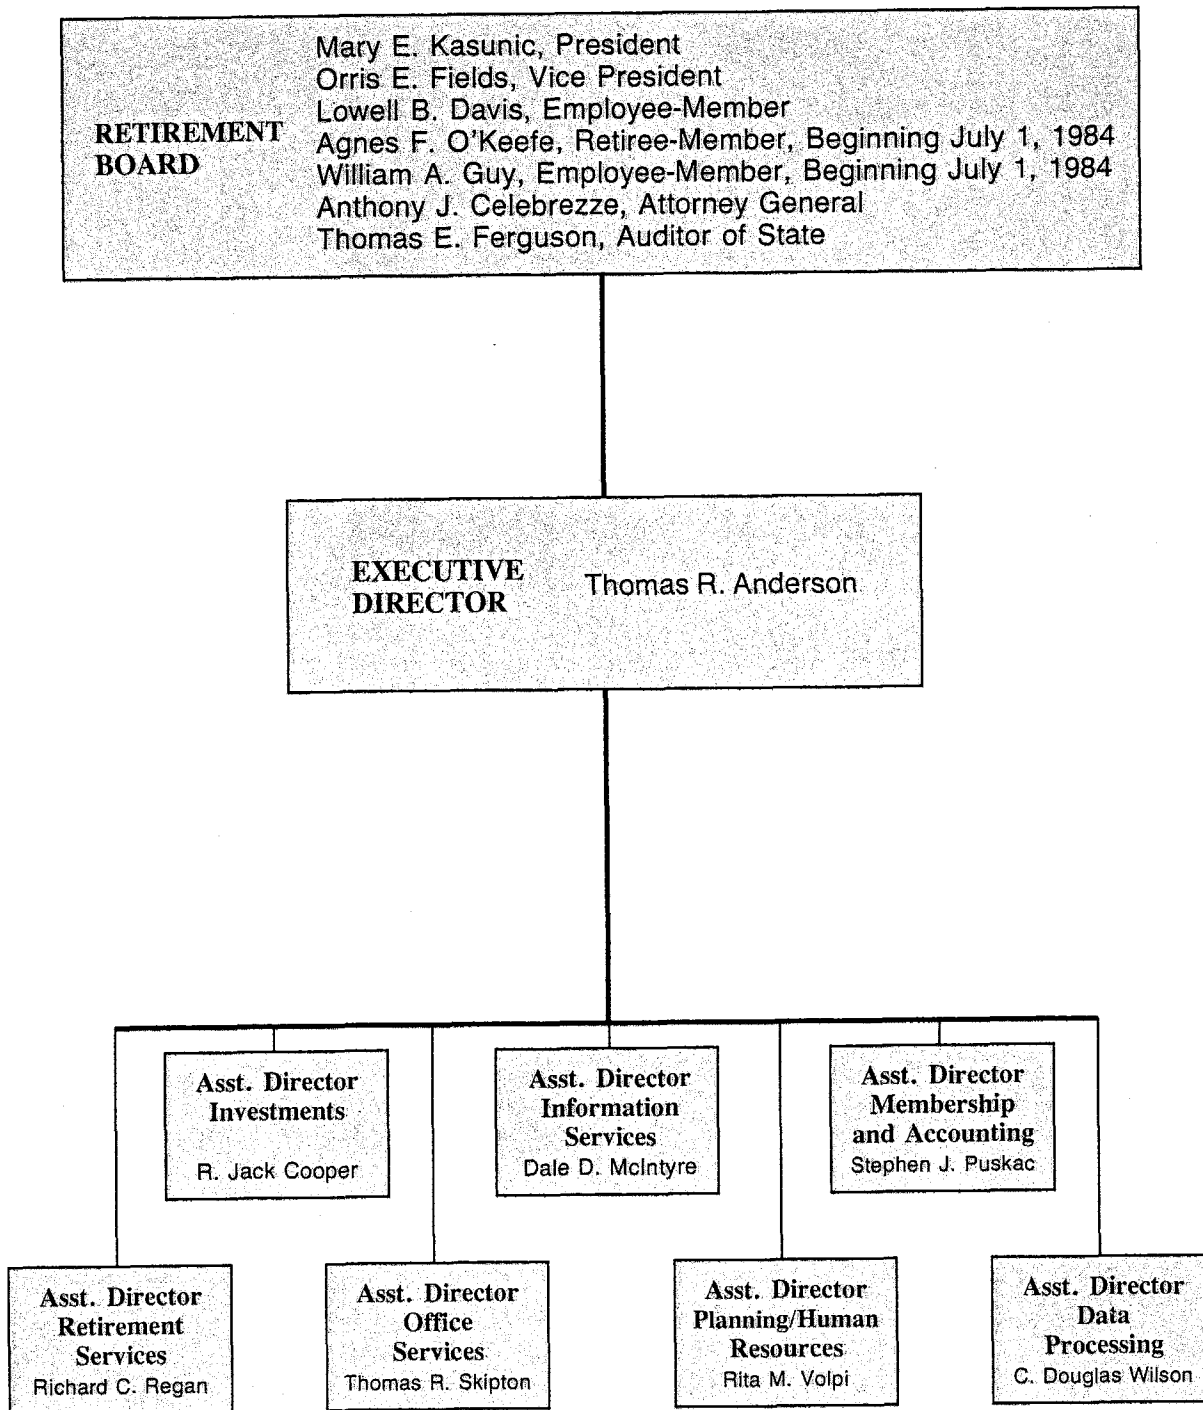 RETIREMENT
BOARD
Mary E. Kasunic, President
Orris E. Fields, Vice President
Lowell B. Davis, Employee-Member
Agnes F. O'Keefe, Retiree-Member, Beginning July 1, 1984
William A. Guy, Employee-Member, Beginning July 1, 1984
Anthony J. Celebrezze, Attorney General
Thomas E. Ferguson, Auditor of State
EXECUTIVE
DIRECTOR
Thomas R. Anderson
Asst. Director
Investments
R. Jack Cooper
Asst. Director
Information
Services
Dale D. McIntyre
Asst. Director
Membership
and Accounting
Stephen J. Puskac
Asst. Director
Retirement
Services
Richard C. Regan
Asst. Director
Office
Services
Thomas R. Skipton
Asst. Director
Planning/Human
Resources
Rita M. Volpi
Asst. Director
Data
Processing
C. Douglas Wilson